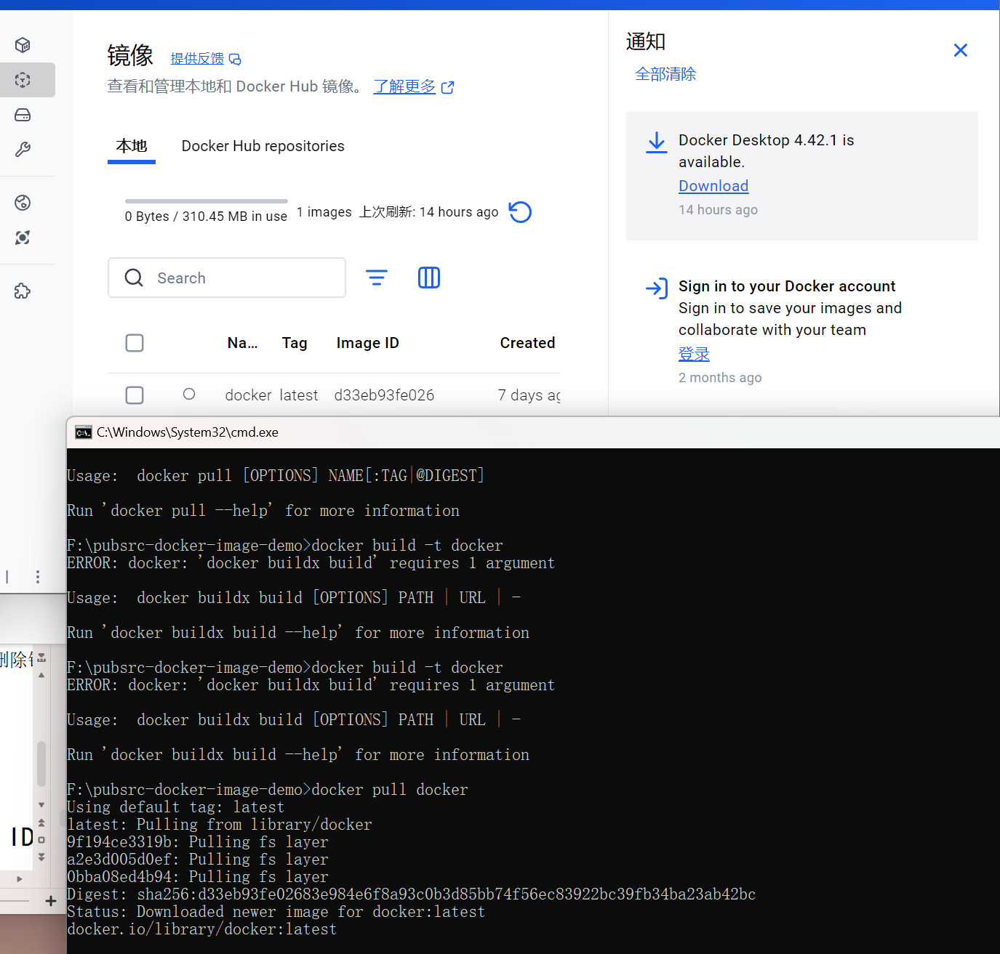 镜像 提供反馈
查看和管理本地和 Docker Hub 镜像。 了解更多
本地 Docker Hub repositories
0 Bytes / 310.45 MB in use 1 images 上次刷新: 14 hours ago
Search
Na... Tag Image ID Created
docker latest d33eb93fe026 7 days ag
通知
全部清除
Docker Desktop 4.42.1 is
available.
Download
14 hours ago
Sign in to your Docker account
Sign in to save your images and
collaborate with your team
登录
2 months ago
删除
ID
C:\Windows\System32\cmd.exe
Usage:  docker pull [OPTIONS] NAME[:TAG|@DIGEST]
Run 'docker pull --help' for more information
F:\pubsrc-docker-image-demo>docker build -t docker
ERROR: docker: 'docker buildx build' requires 1 argument
Usage:  docker buildx build [OPTIONS] PATH | URL | -
Run 'docker buildx build --help' for more information
F:\pubsrc-docker-image-demo>docker build -t docker
ERROR: docker: 'docker buildx build' requires 1 argument
Usage:  docker buildx build [OPTIONS] PATH | URL | -
Run 'docker buildx build --help' for more information
F:\pubsrc-docker-image-demo>docker pull docker
Using default tag: latest
latest: Pulling from library/docker
9f194ce3319b: Pulling fs layer
a2e3d005d0ef: Pulling fs layer
0bba08ed4b94: Pulling fs layer
Digest: sha256:d33eb93fe02683e984e6f8a93c0b3d85bb74f56ec83922bc39fb34ba23ab42bc
Status: Downloaded newer image for docker:latest
docker.io/library/docker:latest